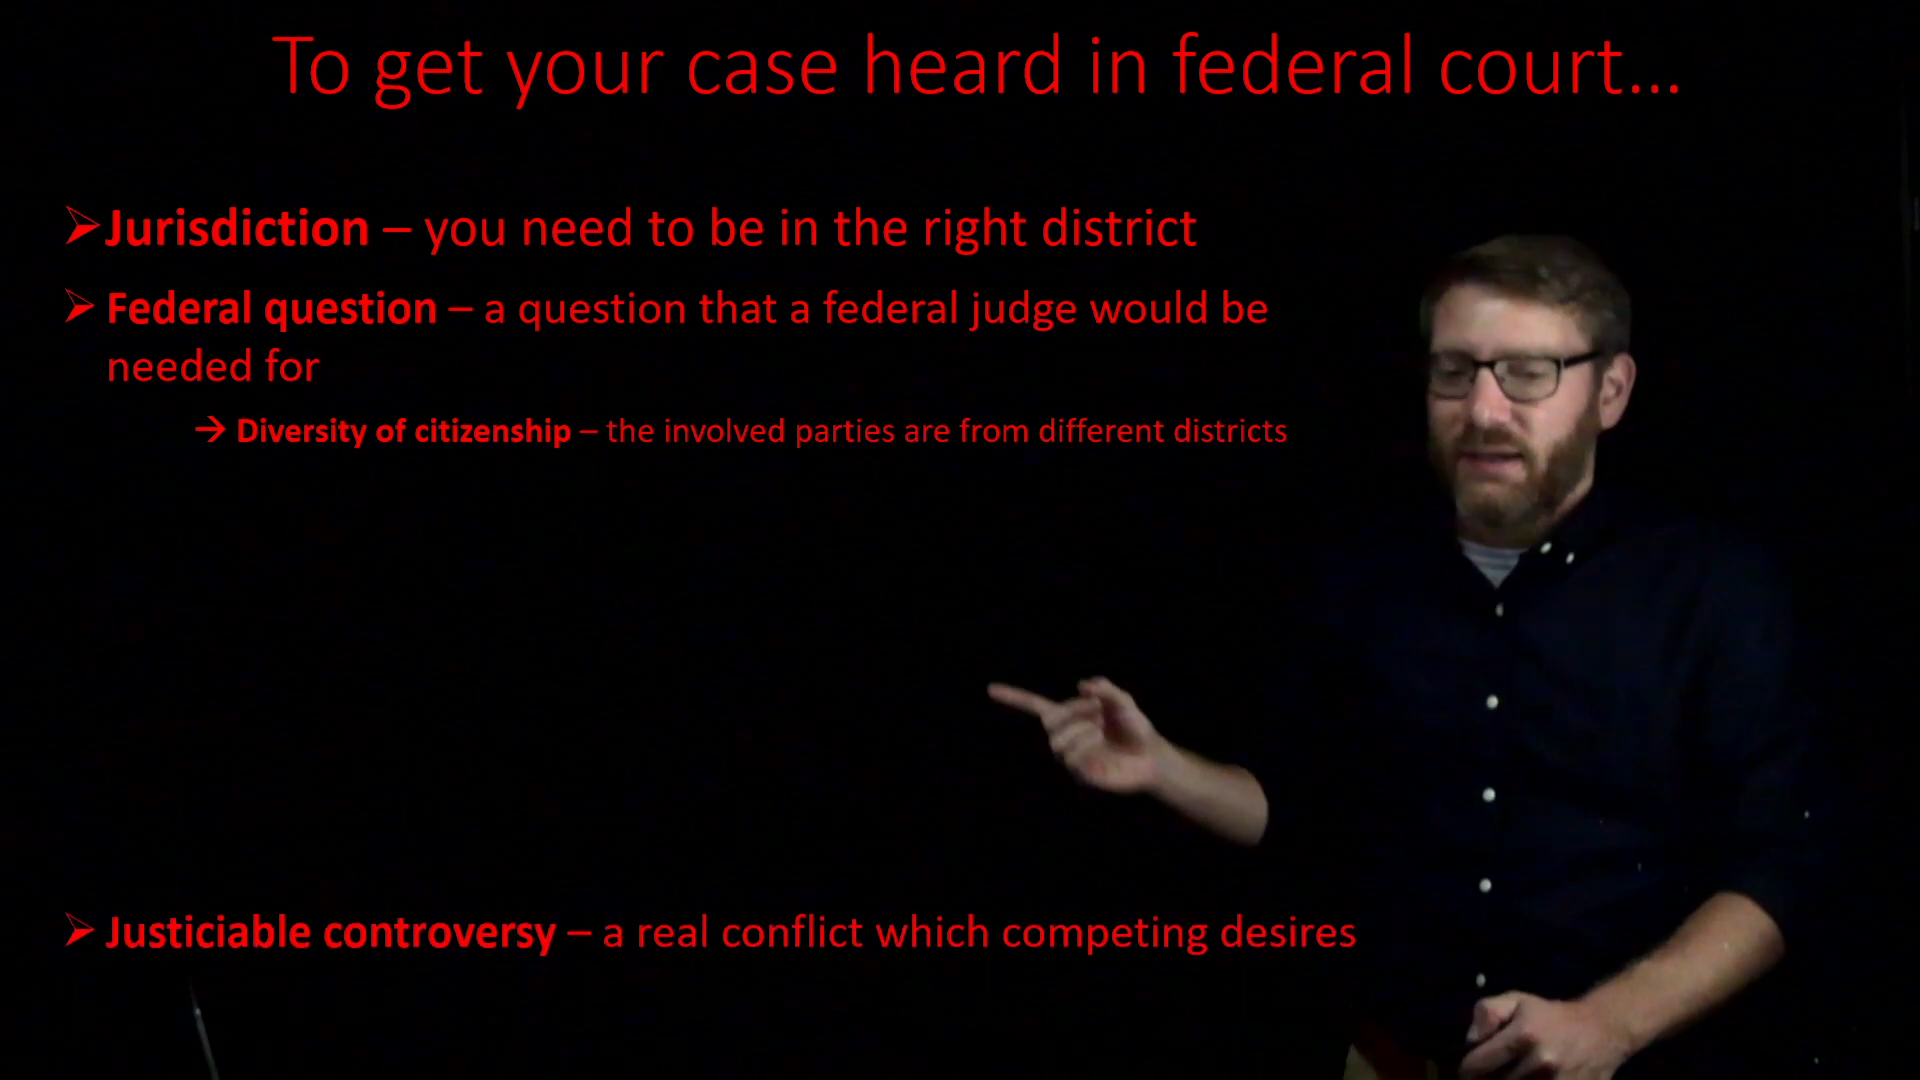 To get your case heard in federal court…
➢Jurisdiction – you need to be in the right district
➢ Federal question – a question that a federal judge would be
needed for
→ Diversity of citizenship – the involved parties are from different districts
➢ Justiciable controversy – a real conflict which competing desires